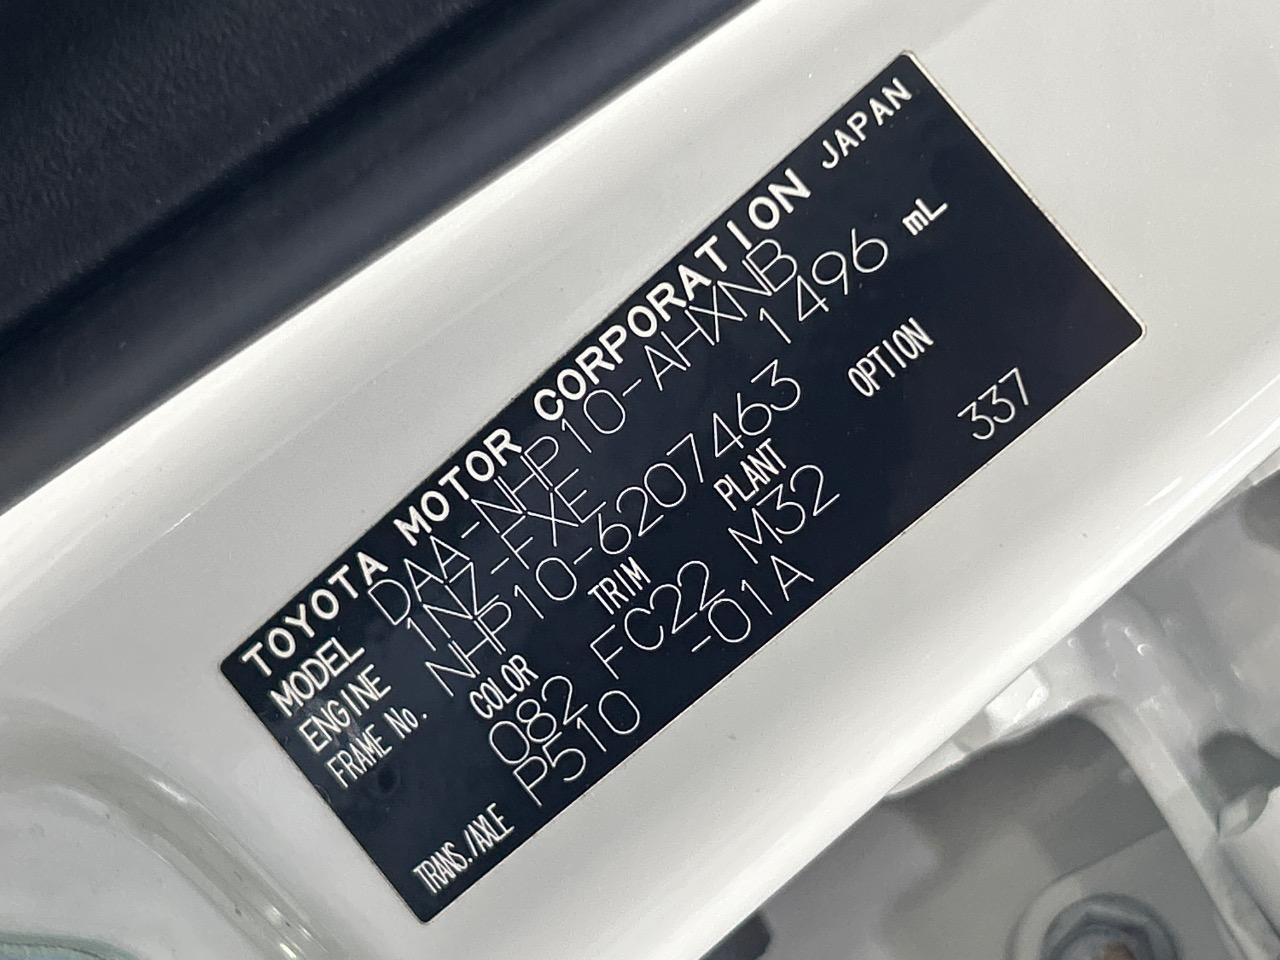 TOYOTA MOTOR CORPORATION JAPAN
MODEL DAA-NHP10-AHXNB
ENGINE 1NZ-FXE 1496 mL
FRAME No. NHP10-6207463
COLOR TRIM PLANT OPTION
082 FC22 M32 337
TRANS./AXLE P510 -01A